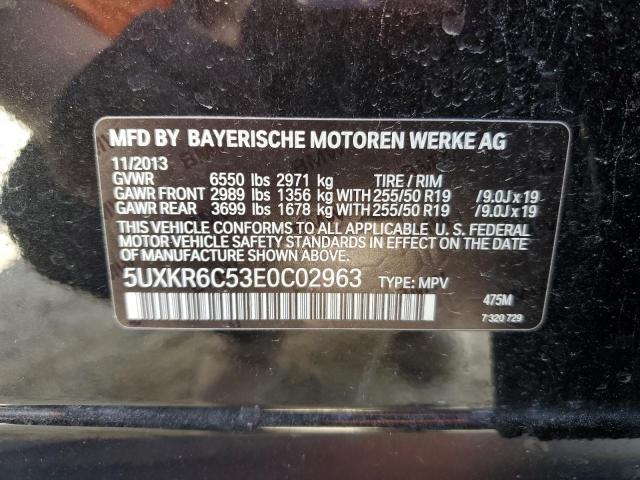 MFD BY BAYERISCHE MOTOREN WERKE AG
11/2013
GVWR 6550 lbs 2971 kg TIRE / RIM
GAWR FRONT 2989 lbs 1356 kg WITH 255/50 R19 /9.0J x 19
GAWR REAR 3699 lbs 1678 kg WITH 255/50 R19 /9.0J x 19
THIS VEHICLE CONFORMS TO ALL APPLICABLE U. S. FEDERAL
MOTOR-VEHICLE SAFETY STANDARDS IN EFFECT ON THE DATE
OF MANUFACTURE SHOWN ABOVE.
5UXKR6C53E0C02963 TYPE: MPV
475M
7 320 729